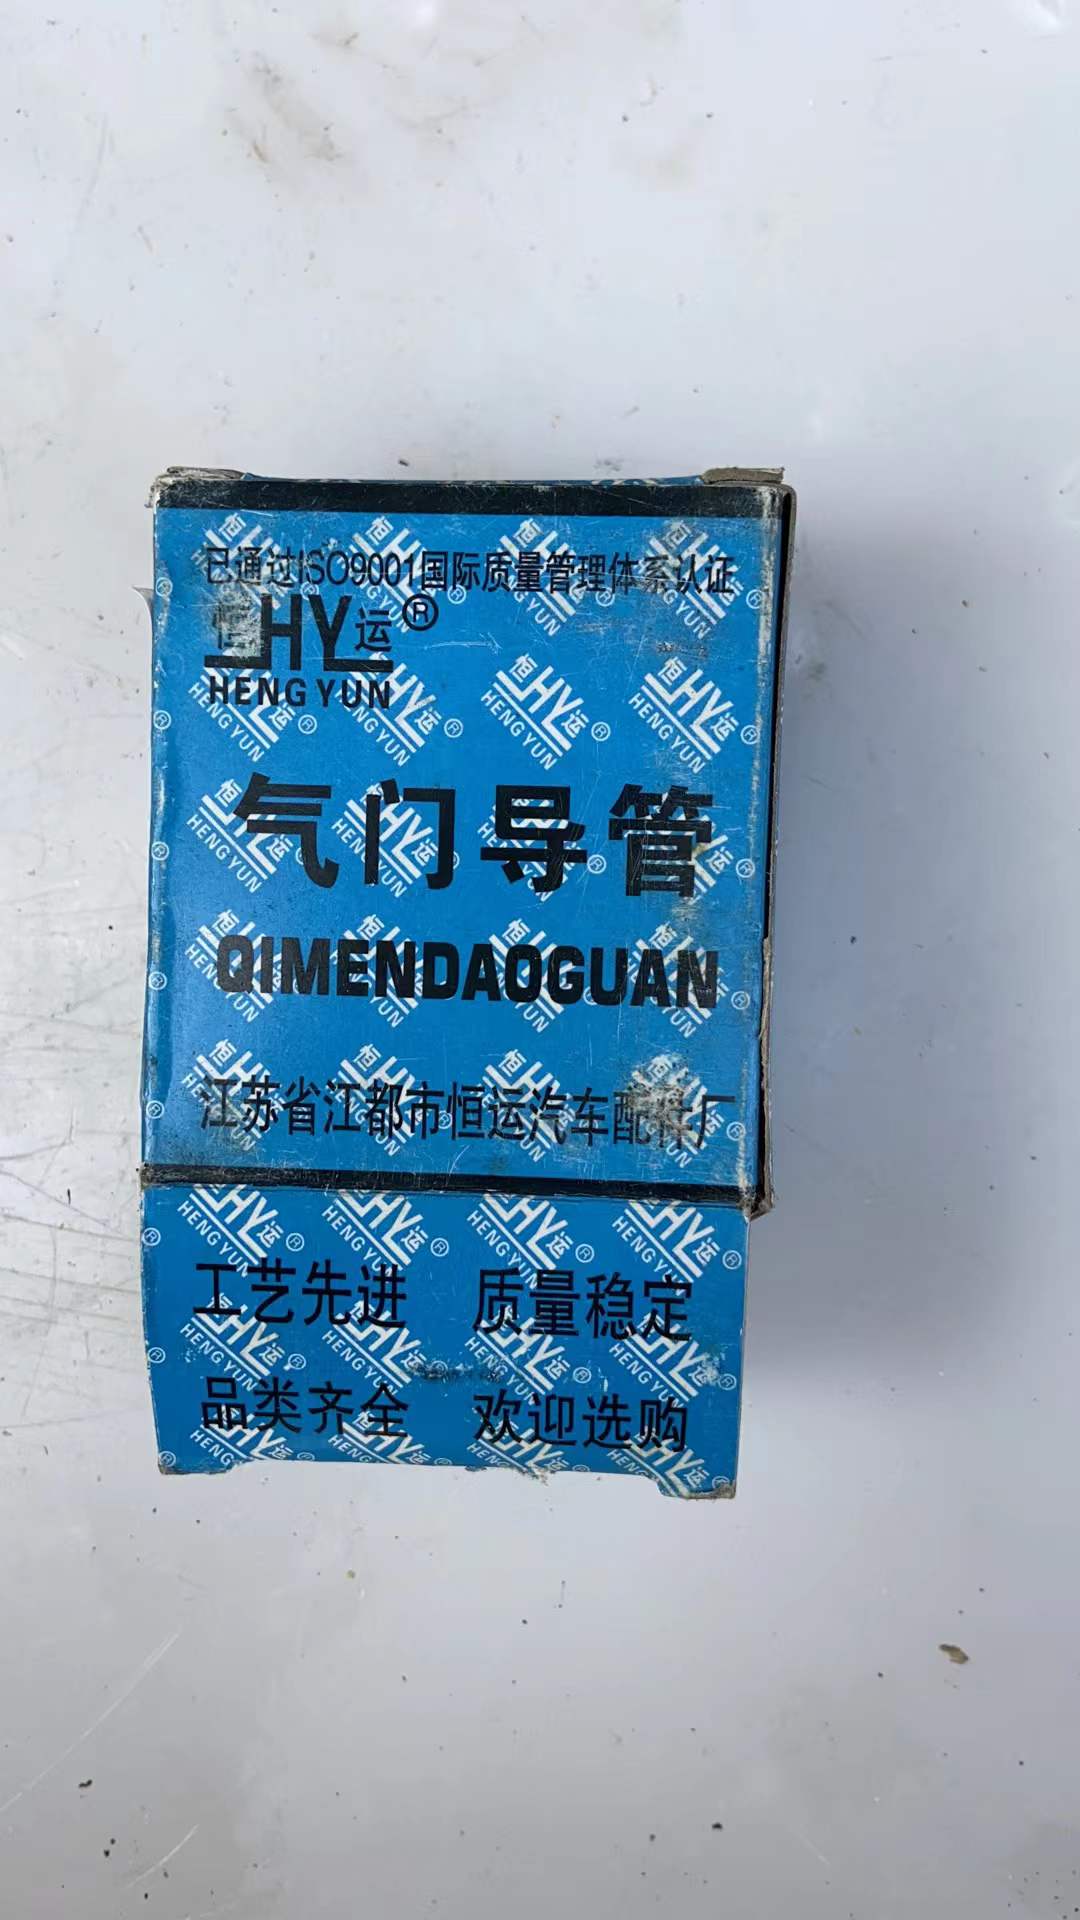 已通过ISO9001国际质量管理体系认证
恒HY运®
HENG YUN
气门导管
QIMENDAOGUAN
江苏省江都市恒运汽车配件厂
工艺先进 质量稳定
品类齐全 欢迎选购